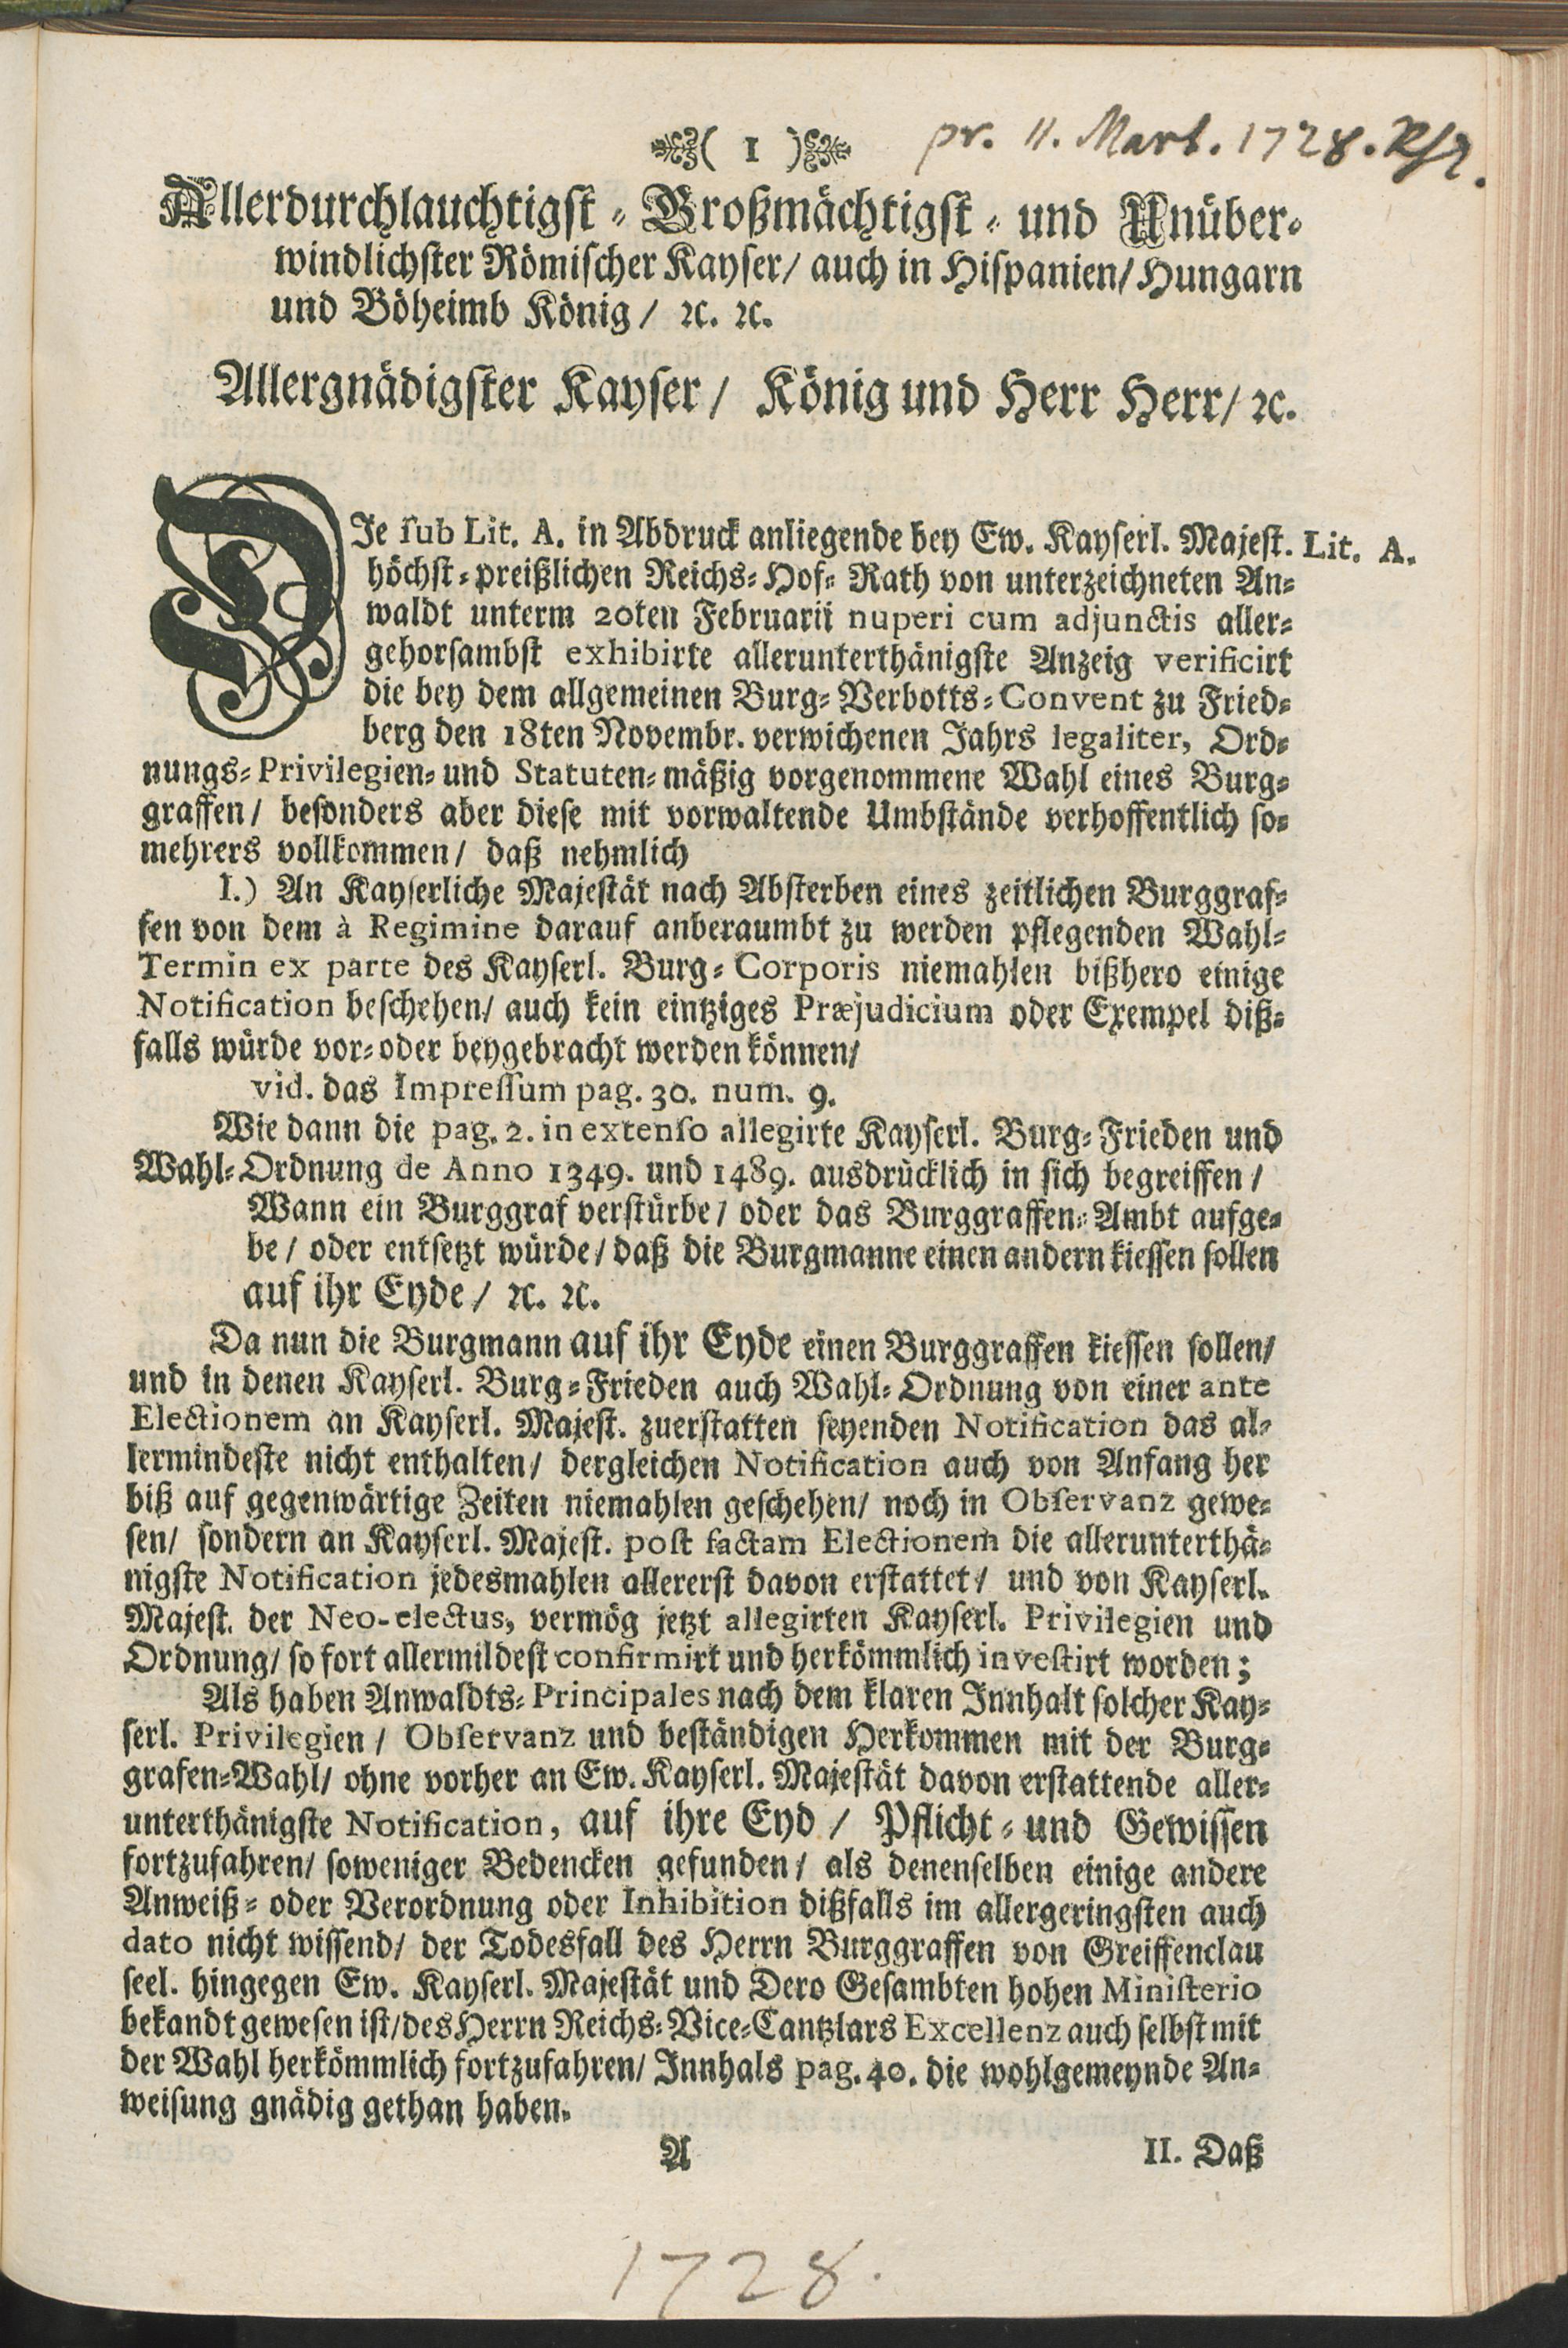 ( 1 )
pr. 11. Mart. 1728.
Allerdurchlauchtigst- Großmächtigst- und Unüber-
windlichster Römischer Kayser/ auch in Hispanien/ Hungarn
und Böheimb König/ ꝛc. ꝛc.
Allergnädigster Kayser/ König und Herr Herr/ ꝛc.
DIe sub Lit. A. in Abdruck anliegende bey Ew. Kayserl. Majest. Lit. A.
höchst-preißlichen Reichs-Hof-Rath von unterzeichneten An-
waldt unterm 20ten Februarii nuperi cum adjunctis aller-
gehorsambst exhibirte allerunterthänigste Anzeig verificirt
die bey dem allgemeinen Burg-Verbotts-Convent zu Fried-
berg den 18ten Novembr. verwichenen Jahrs legaliter, Ord-
nungs-Privilegien-und Statuten-mäßig vorgenommene Wahl eines Burg-
graffen/ besonders aber diese mit vorwaltende Umbstände verhoffentlich so-
mehrers vollkommen/ daß nehmlich
I.) An Kayserliche Majestät nach Absterben eines zeitlichen Burggraf-
fen von dem à Regimine darauf anberaumbt zu werden pflegenden Wahl-
Termin ex parte des Kayserl. Burg-Corporis niemahlen bißhero einige
Notification beschehen/ auch kein eintziges Præjudicium oder Exempel diß-
falls würde vor-oder beygebracht werden können/
vid. das Impressum pag. 30. num. 9.
Wie dann die pag. 2. in extenso allegirte Kayserl. Burg-Frieden und
Wahl-Ordnung de Anno 1349. und 1489. ausdrücklich in sich begreiffen/
Wann ein Burggraf verstürbe/ oder das Burggraffen-Ambt aufge-
be/ oder entsetzt würde/ daß die Burgmanne einen andern kiessen sollen
auf ihr Eyde/ ꝛc. ꝛc.
Da nun die Burgmann auf ihr Eyde einen Burggraffen kiessen sollen/
und in denen Kayserl. Burg-Frieden auch Wahl-Ordnung von einer ante
Electionem an Kayserl. Majest. zuerstatten seyenden Notification das al-
lermindeste nicht enthalten/ dergleichen Notification auch von Anfang her
biß auf gegenwärtige Zeiten niemahlen geschehen/ noch in Observanz gewe-
sen/ sondern an Kayserl. Majest. post factam Electionem die allerunterthä-
nigste Notification jedesmahlen allererst davon erstattet/ und von Kayserl.
Majest. der Neo-electus, vermög jetzt allegirten Kayserl. Privilegien und
Ordnung/ so fort allermildest confirmirt und herkömmlich investirt worden;
Als haben Anwaldts-Principales nach dem klaren Innhalt solcher Kay-
serl. Privilegien/ Observanz und beständigen Herkommen mit der Burg-
grafen-Wahl/ ohne vorher an Ew. Kayserl. Majestät davon erstattende aller-
unterthänigste Notification, auf ihre Eyd/ Pflicht-und Gewissen
fortzufahren/ soweniger Bedencken gefunden/ als denenselben einige andere
Anweiß-oder Verordnung oder Inhibition dißfalls im allergeringsten auch
dato nicht wissend/ der Todesfall des Herrn Burggraffen von Greiffenclau
seel. hingegen Ew. Kayserl. Majestät und Dero Gesambten hohen Ministerio
bekandt gewesen ist/ des Herrn Reichs-Vice-Cantzlars Excellenz auch selbst mit
der Wahl herkömmlich fortzufahren/ Innhals pag. 40. die wohlgemeynde An-
weisung gnädig gethan haben.
A II. Daß
1728.